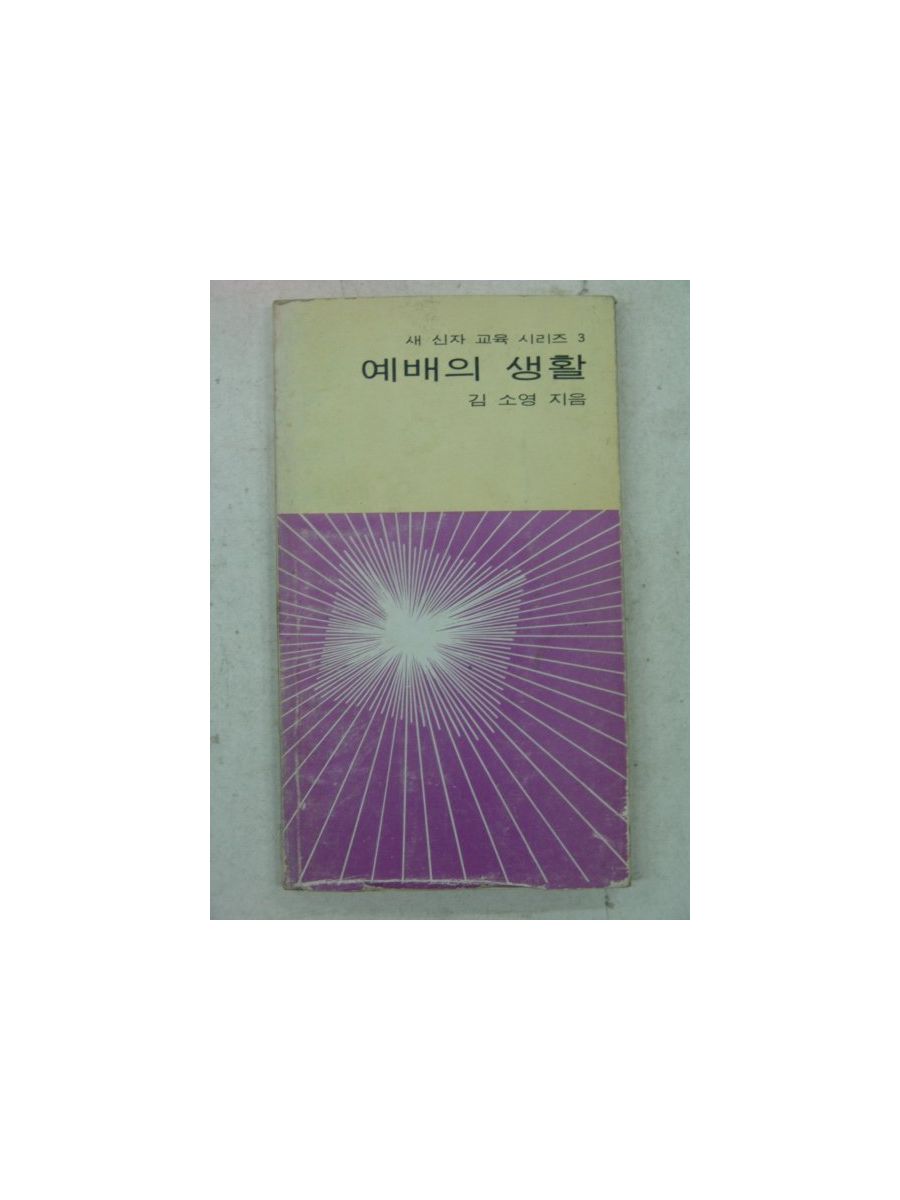 새 신자 교육 시리즈 3
예배의 생활
김 소영 지음